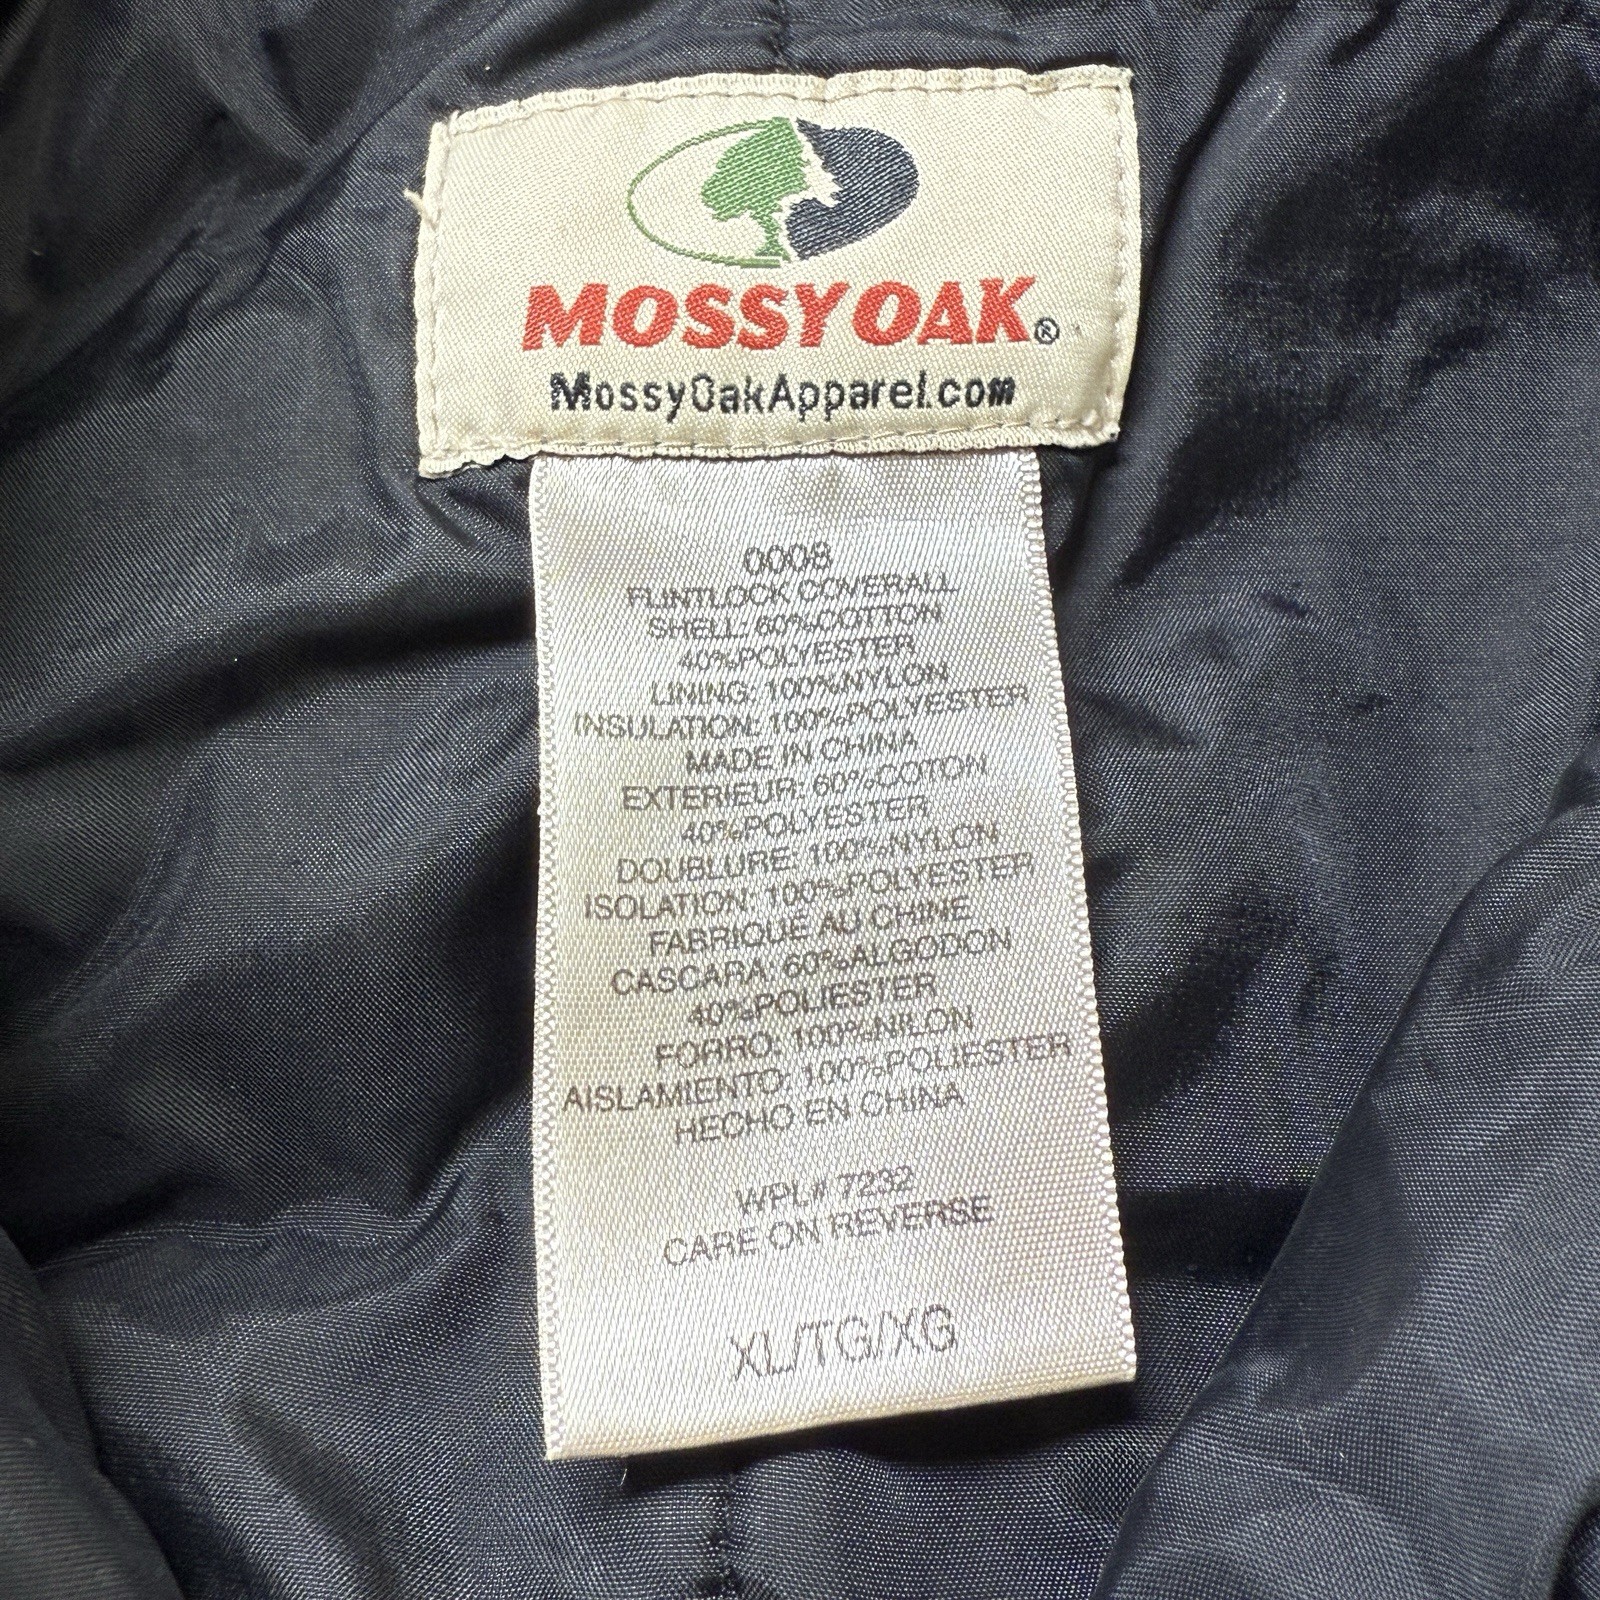 MOSSY OAK®
MossyOakApparel.com
0008
FLINTLOCK COVERALL
SHELL: 60%COTTON
40%POLYESTER
LINING: 100%NYLON
INSULATION: 100%POLYESTER
MADE IN CHINA
EXTERIEUR: 60%COTON
40%POLYESTER
DOUBLURE: 100%NYLON
ISOLATION: 100%POLYESTER
FABRIQUE AU CHINE
CASCARA: 60%ALGODON
40%POLIESTER
FORRO: 100%NILON
AISLAMIENTO: 100%POLIESTER
HECHO EN CHINA
WPL# 7232
CARE ON REVERSE
XL/TG/XG